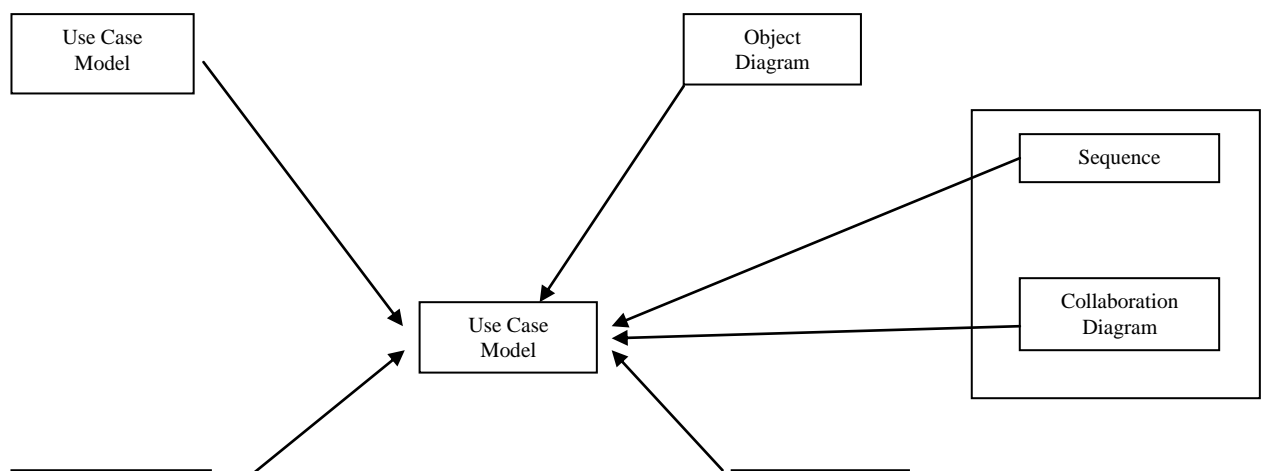 Use Case
Model
Object
Diagram
Sequence
Collaboration
Diagram
Use Case
Model